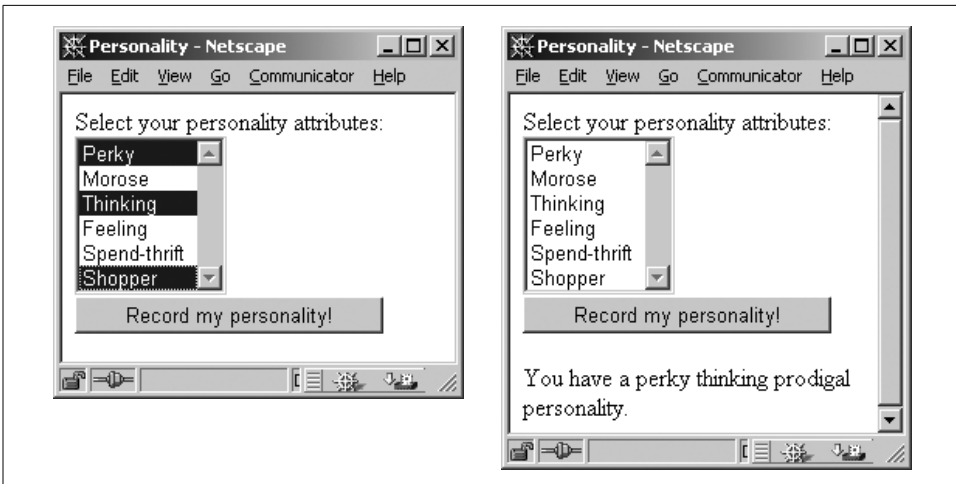 Personality - Netscape
File Edit View Go Communicator Help
Select your personality attributes:
Perky
Morose
Thinking
Feeling
Spend-thrift
Shopper
Record my personality!
Personality - Netscape
File Edit View Go Communicator Help
Select your personality attributes:
Perky
Morose
Thinking
Feeling
Spend-thrift
Shopper
Record my personality!
You have a perky thinking prodigal
personality.